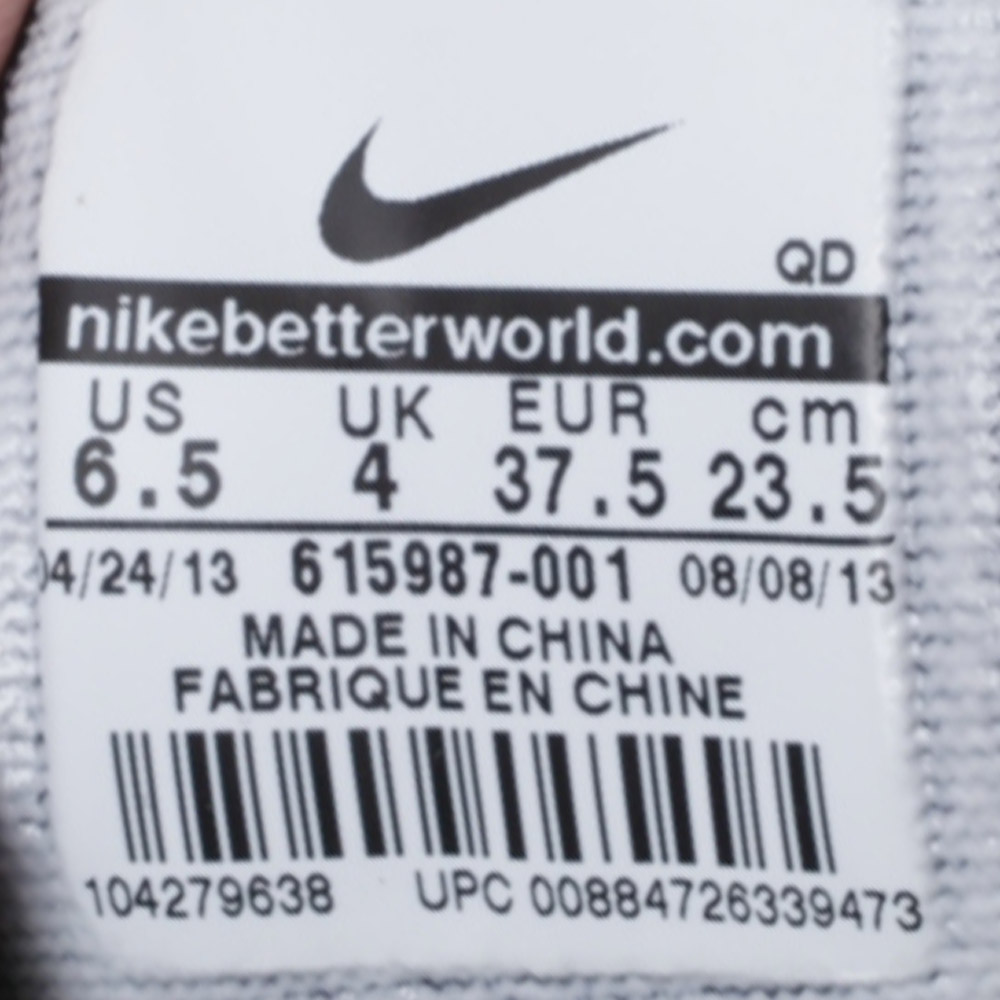 QD
nikebetterworld.com
US UK EUR cm
6.5 4 37.5 23.5
04/24/13 615987-001 08/08/13
MADE IN CHINA
FABRIQUE EN CHINE
104279638 UPC 00884726339473